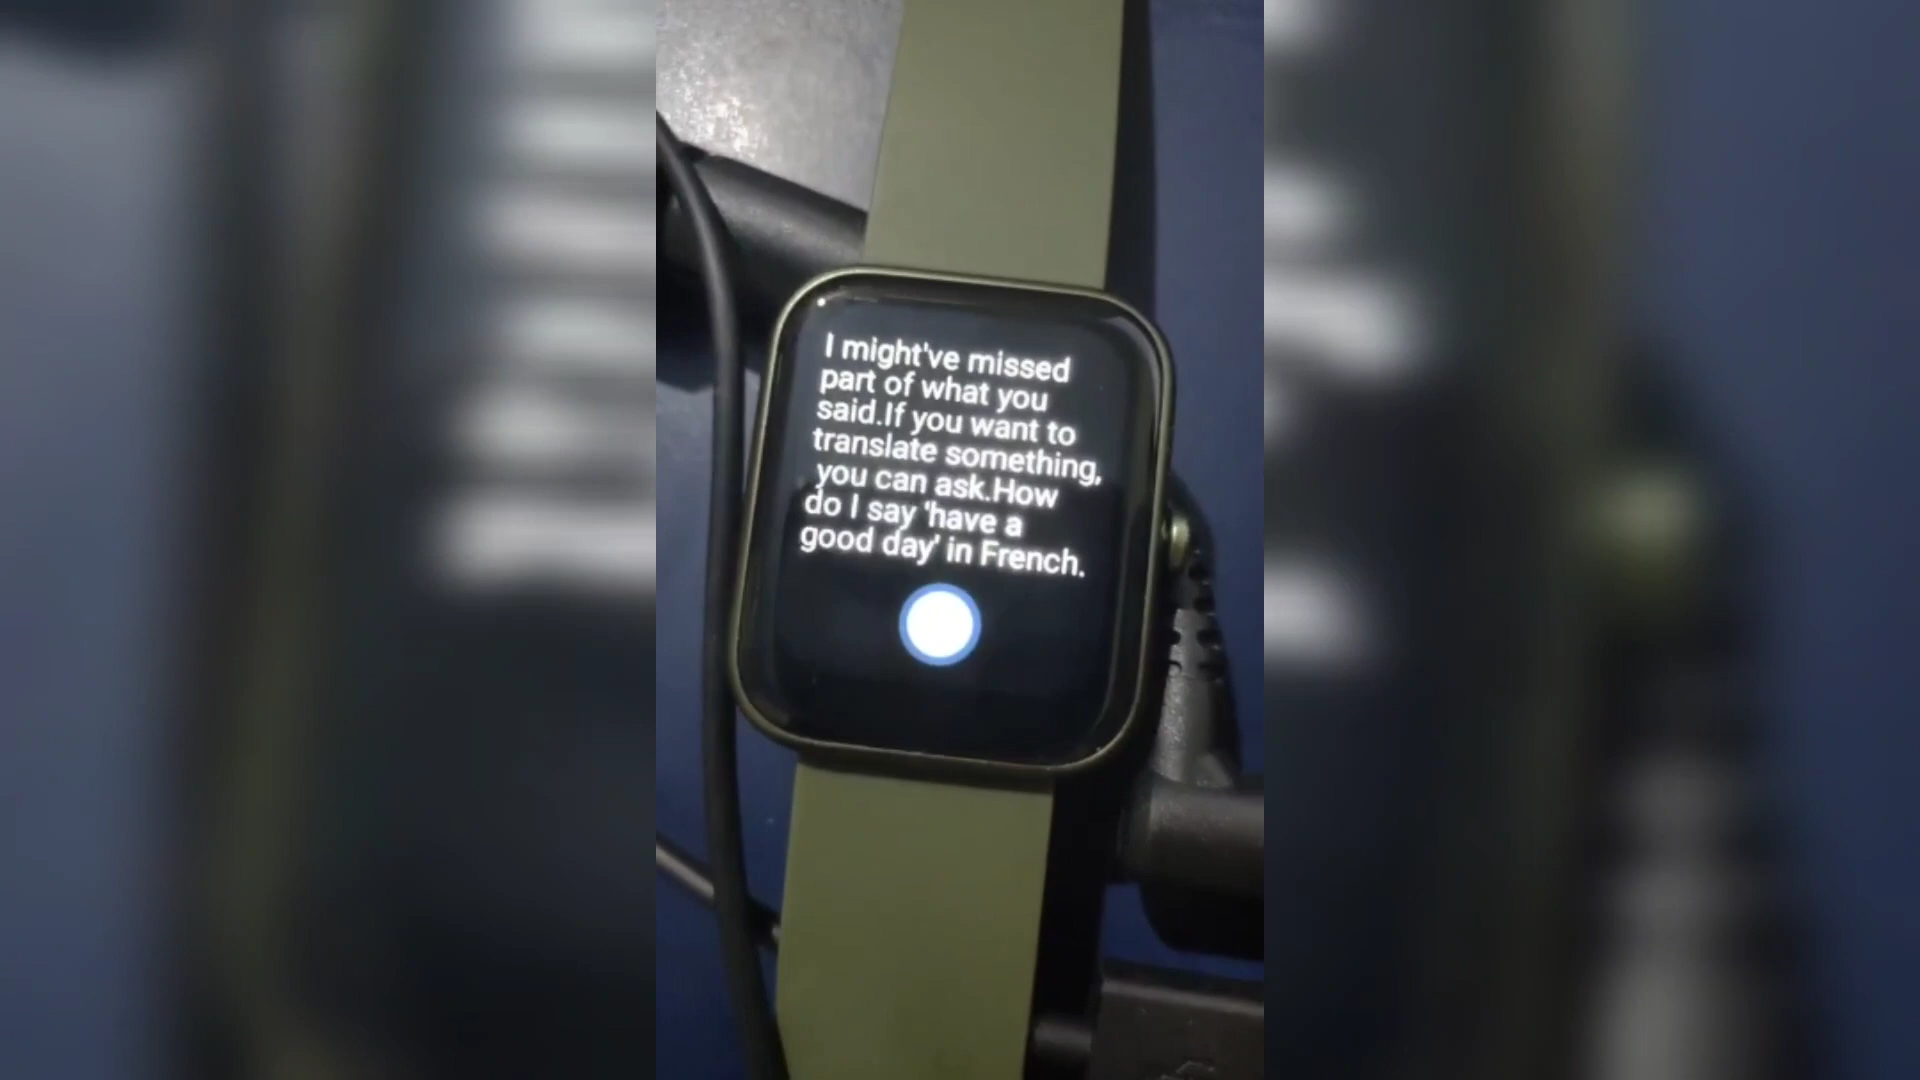 I might've missed
part of what you
said.If you want to
translate something,
you can ask.How
do I say 'have a
good day' in French.